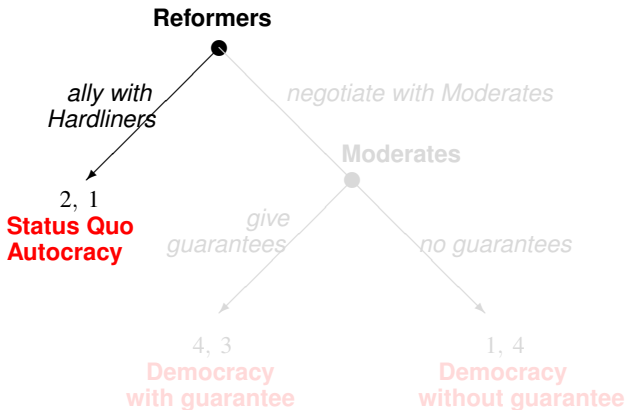 Reformers
ally with
Hardliners
negotiate with Moderates
Moderates
2, 1
Status Quo
Autocracy
give
guarantees
no guarantees
4, 3
Democracy
with guarantee
1, 4
Democracy
without guarantee